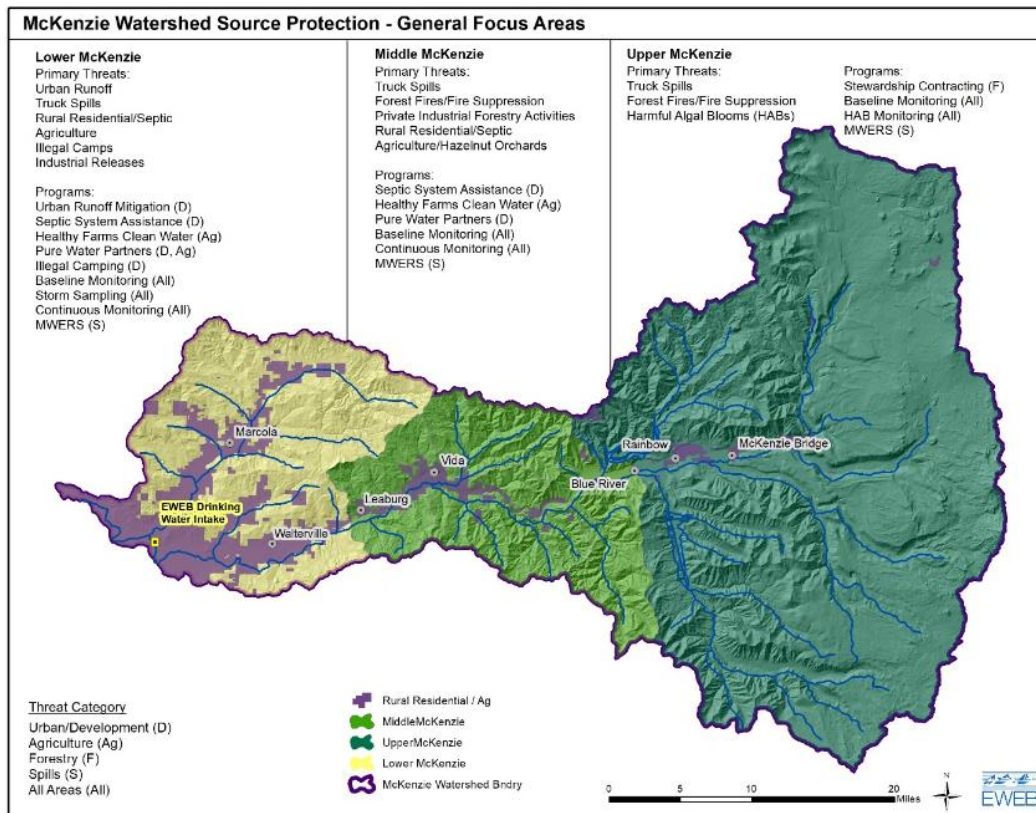 McKenzie Watershed Source Protection - General Focus Areas
Lower McKenzie
Primary Threats:
Urban Runoff
Truck Spills
Rural Residential/Septic
Agriculture
Illegal Camps
Industrial Releases
Programs:
Urban Runoff Mitigation (D)
Septic System Assistance (D)
Healthy Farms Clean Water (Ag)
Pure Water Partners (D, Ag)
Illegal Camping (D)
Baseline Monitoring (All)
Storm Sampling (All)
Continuous Monitoring (All)
MWERS (S)
Middle McKenzie
Primary Threats:
Truck Spills
Forest Fires/Fire Suppression
Private Industrial Forestry Activities
Rural Residential/Septic
Agriculture/Hazelnut Orchards
Programs:
Septic System Assistance (D)
Healthy Farms Clean Water (Ag)
Pure Water Partners (D)
Baseline Monitoring (All)
Continuous Monitoring (All)
MWERS (S)
Upper McKenzie
Primary Threats:
Truck Spills
Forest Fires/Fire Suppression
Harmful Algal Blooms (HABs)
Programs:
Stewardship Contracting (F)
Baseline Monitoring (All)
HAB Monitoring (All)
MWERS (S)
Marcola
Rainbow
McKenzie Bridge
Vida
Blue River
Leaburg
EWEB Drinking
Water Intake
Walterville
Threat Category
Urban/Development (D)
Agriculture (Ag)
Forestry (F)
Spills (S)
All Areas (All)
Rural Residential / Ag
MiddleMcKenzie
UpperMcKenzie
Lower McKenzie
McKenzie Watershed Bndry
0 5 10 20
Miles
N
EWEB